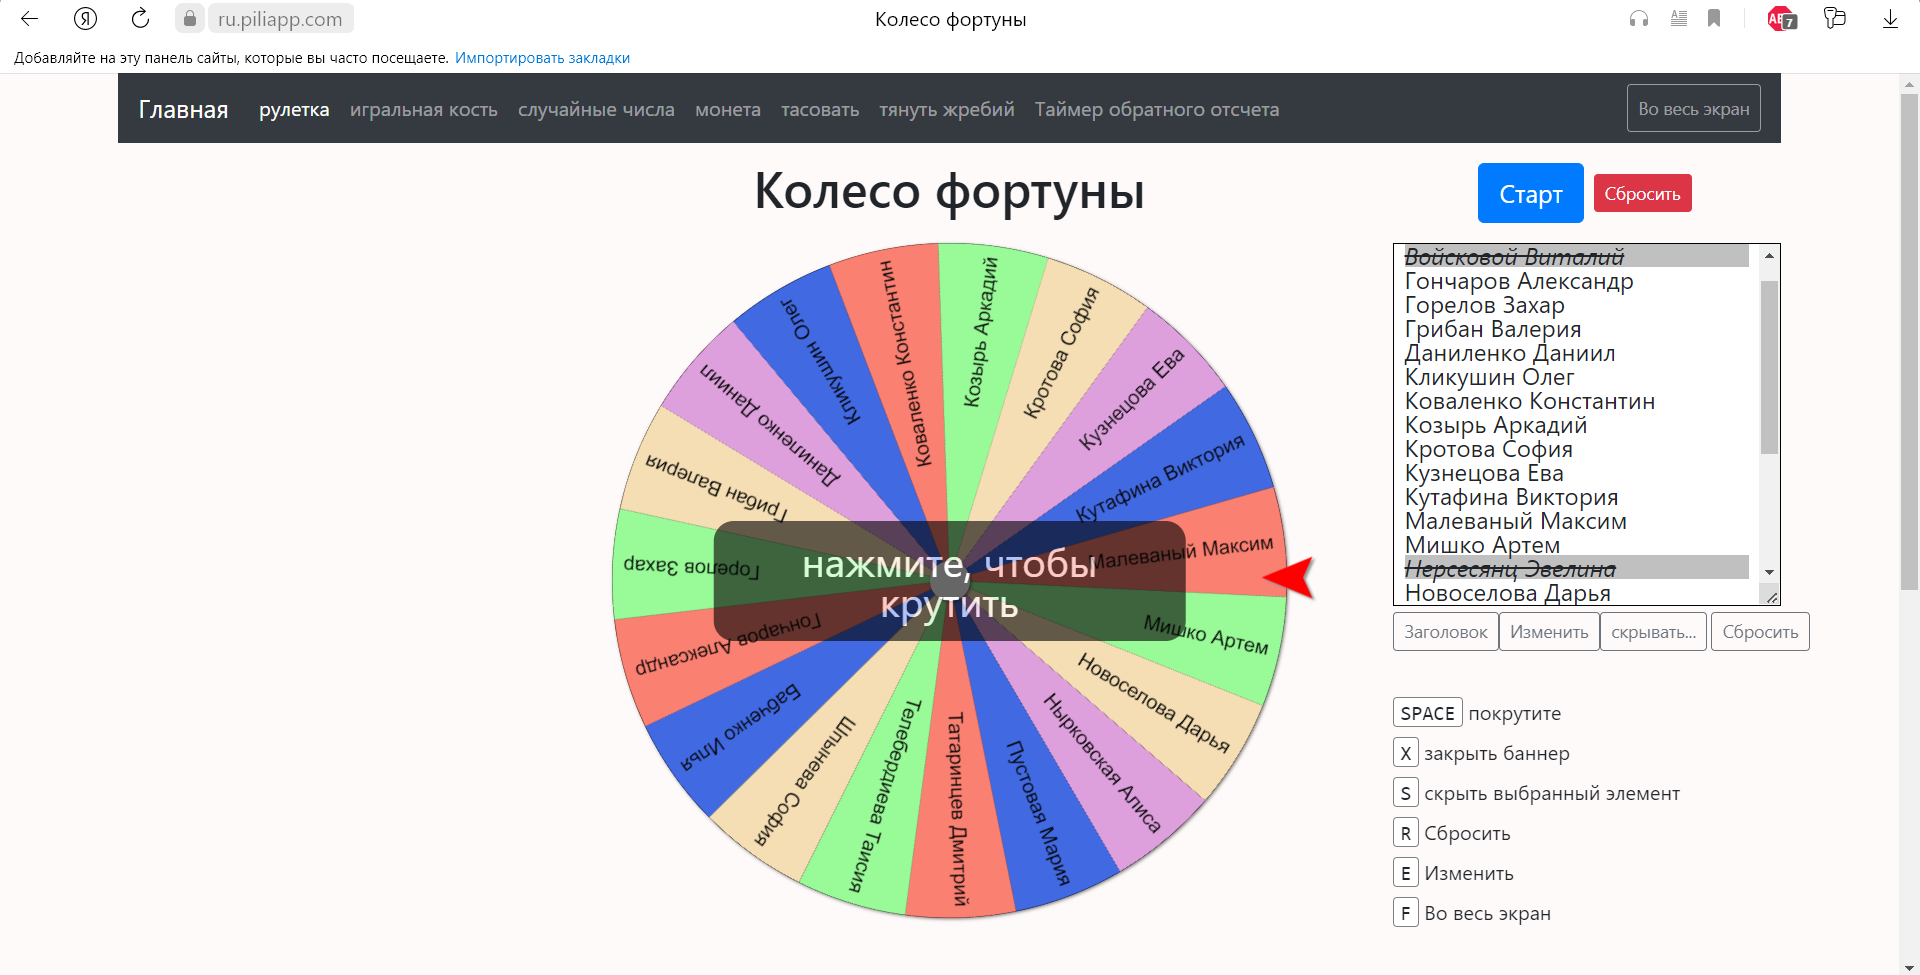 ru.piliapp.com
Колесо фортуны
7
Добавляйте на эту панель сайты, которые вы часто посещаете. Импортировать закладки
Главная рулетка игральная кость случайные числа монета тасовать тянуть жребий Таймер обратного отсчета Во весь экран
Колесо фортуны
Старт Сбросить
Козырь Аркадий
Кротова София
Кузнецова Ева
Кутафина Виктория
Малеваный Максим
Мишко Артем
Новоселова Дарья
Нырковская Алиса
Пустовая Мария
Татаринцев Дмитрий
Телебердиева Таисия
Шпынева София
Бабченко Илья
Гончаров Александр
Горелов Захар
Грибан Валерия
Даниленко Даниил
Кликушин Олег
Коваленко Константин
нажмите, чтобы
крутить
Войсковой Виталий
Гончаров Александр
Горелов Захар
Грибан Валерия
Даниленко Даниил
Кликушин Олег
Коваленко Константин
Козырь Аркадий
Кротова София
Кузнецова Ева
Кутафина Виктория
Малеваный Максим
Мишко Артем
Нерсесянц Эвелина
Новоселова Дарья
Заголовок Изменить скрывать... Сбросить
SPACE покрутите
X закрыть баннер
S скрыть выбранный элемент
R Сбросить
E Изменить
F Во весь экран